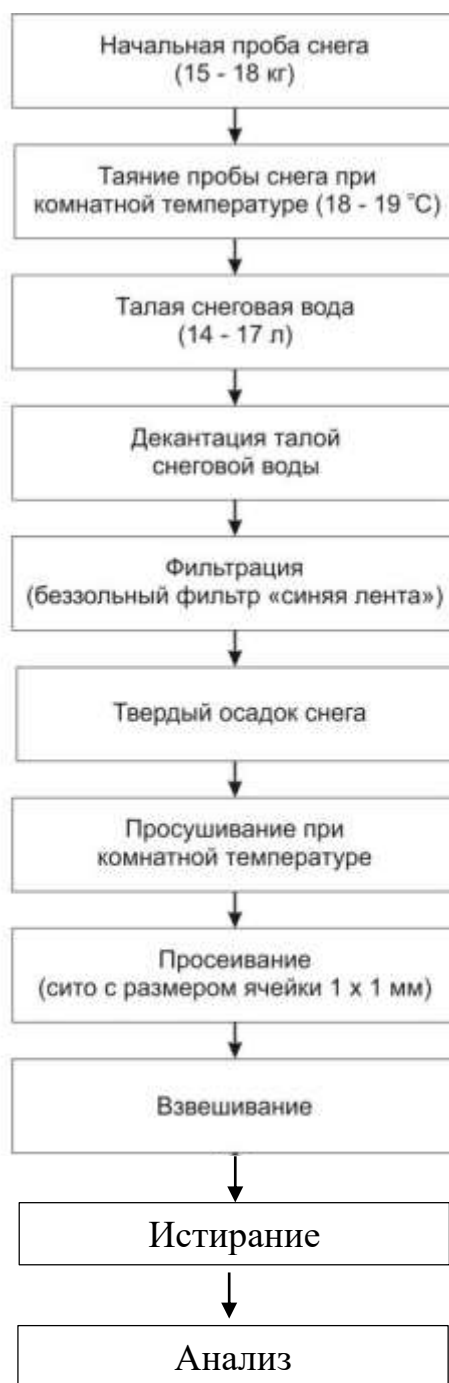 Начальная проба снега
(15 - 18 кг)
Таяние пробы снега при
комнатной температуре (18 - 19 °С)
Талая снеговая вода
(14 - 17 л)
Декантация талой
снеговой воды
Фильтрация
(беззольный фильтр «синяя лента»)
Твердый осадок снега
Просушивание при
комнатной температуре
Просеивание
(сито с размером ячейки 1 х 1 мм)
Взвешивание
Истирание
Анализ